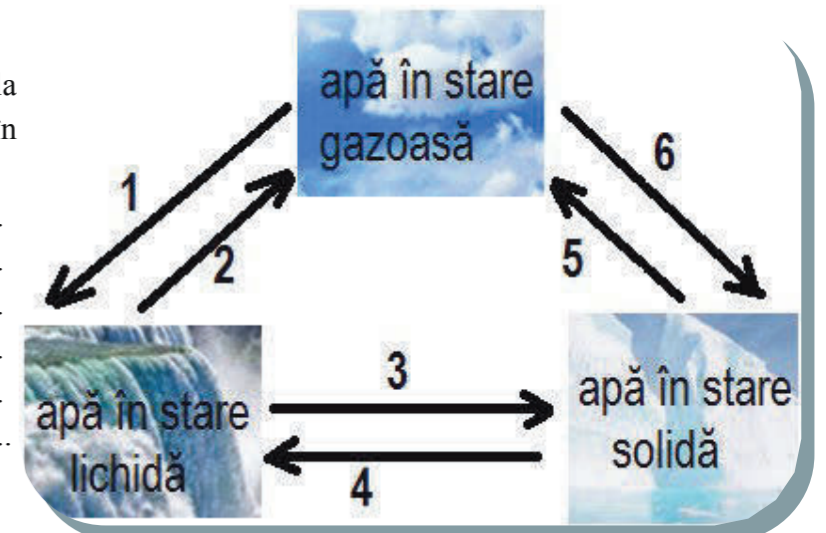 apă în stare
gazoasă
1
2
6
5
3
4
apă în stare
lichidă
apă în stare
solidă